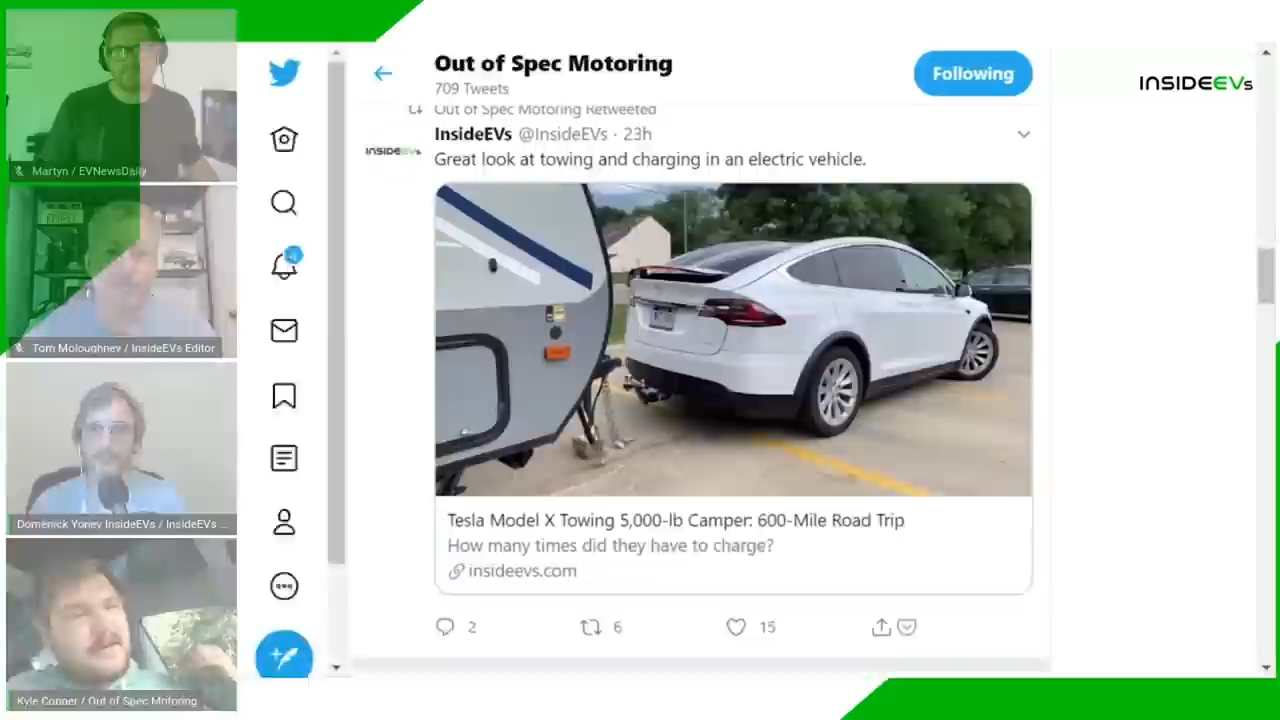 Martyn / EVNewsDaily
Tom Moloughney / InsideEVs Editor
Domenick Yoney InsideEVs / InsideEVs ...
Kyle Conner / Out of Spec Motoring
Out of Spec Motoring
709 Tweets
Following
Out of Spec Motoring Retweeted
InsideEVs @InsideEVs · 23h
INSIDEEVs
Great look at towing and charging in an electric vehicle.
Tesla Model X Towing 5,000-lb Camper: 600-Mile Road Trip
How many times did they have to charge?
insideevs.com
2
6
15
INSIDEEVs